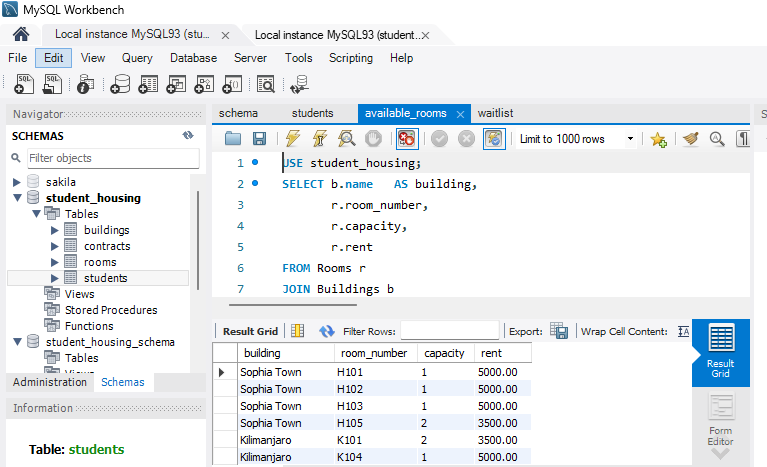 MySQL Workbench
Local instance MySQL93 (stu... × Local instance MySQL93 (student... ×
File Edit View Query Database Server Tools Scripting Help
Navigator
SCHEMAS
Filter objects
sakila
student_housing
Tables
buildings
contracts
rooms
students
Views
Stored Procedures
Functions
student_housing_schema
Tables
Administration Schemas
Information
Table: students
schema students available_rooms × waitlist
Limit to 1000 rows
1 USE student_housing;
2 SELECT b.name AS building,
3 r.room_number,
4 r.capacity,
5 r.rent
6 FROM Rooms r
7 JOIN Buildings b
Result Grid Filter Rows: Export: Wrap Cell Content:
building room_number capacity rent
Sophia Town H101 1 5000.00
Sophia Town H102 1 5000.00
Sophia Town H103 1 5000.00
Sophia Town H105 2 3500.00
Kilimanjaro K101 2 3500.00
Kilimanjaro K104 1 5000.00
Result
Grid
Form
Editor